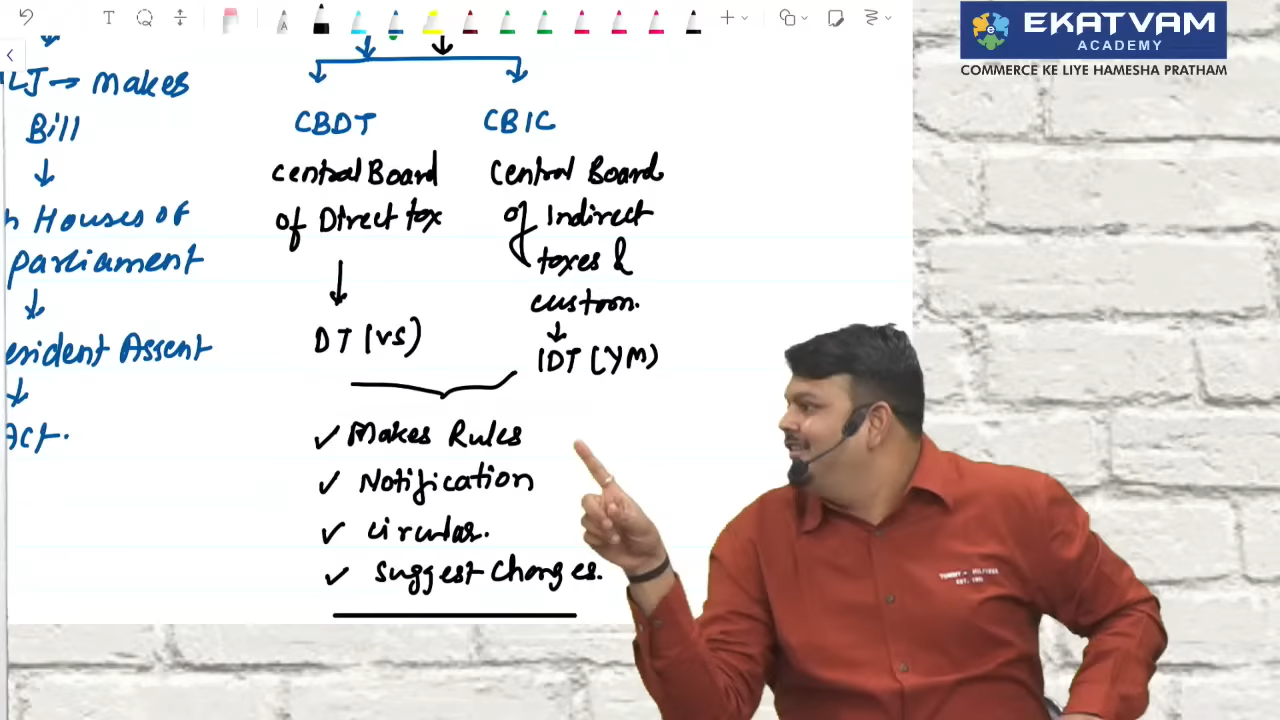 EKATVAM
ACADEMY
COMMERCE KE LIYE HAMESHA PRATHAM
LJ → Makes
Bill
↓
h Houses of
parliament
↓
esident Assent
↓
Act.
CBDT
Central Board
of Direct tax
↓
DT (VS)
CBIC
Central Board
of Indirect
taxes &
custom.
↓
IDT (YM)
✓ Makes Rules
✓ Notification
✓ circular.
✓ suggest changes.
TOMMY HILFIGER